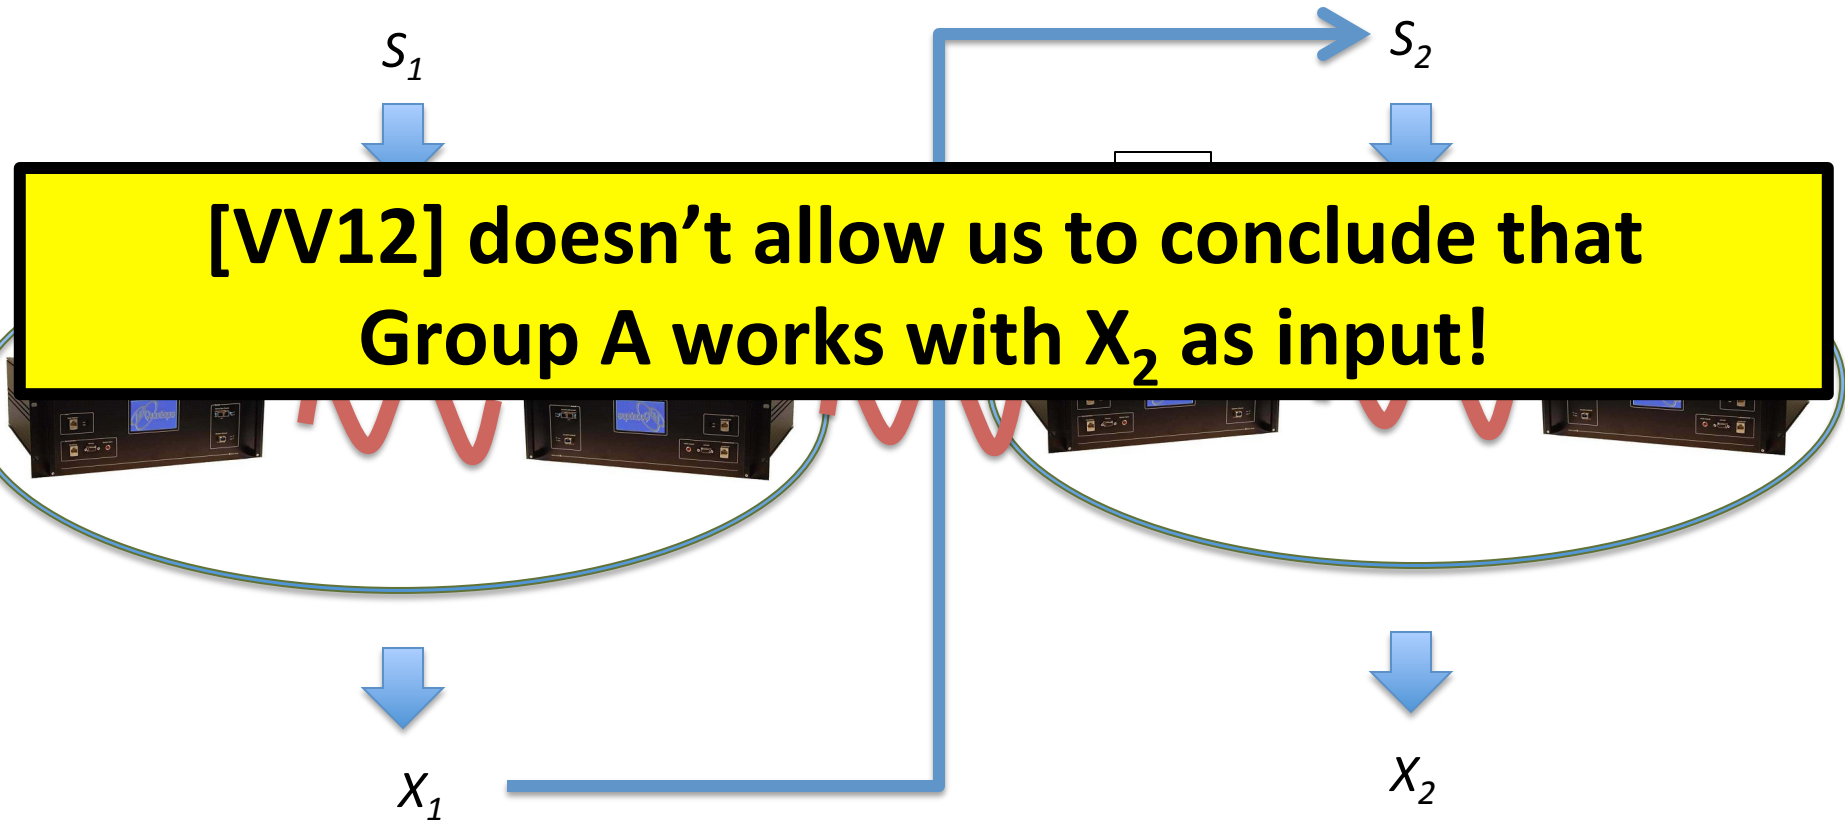 S₁
S₂
[VV12] doesn’t allow us to conclude that
Group A works with X₂ as input!
X₁
X₂